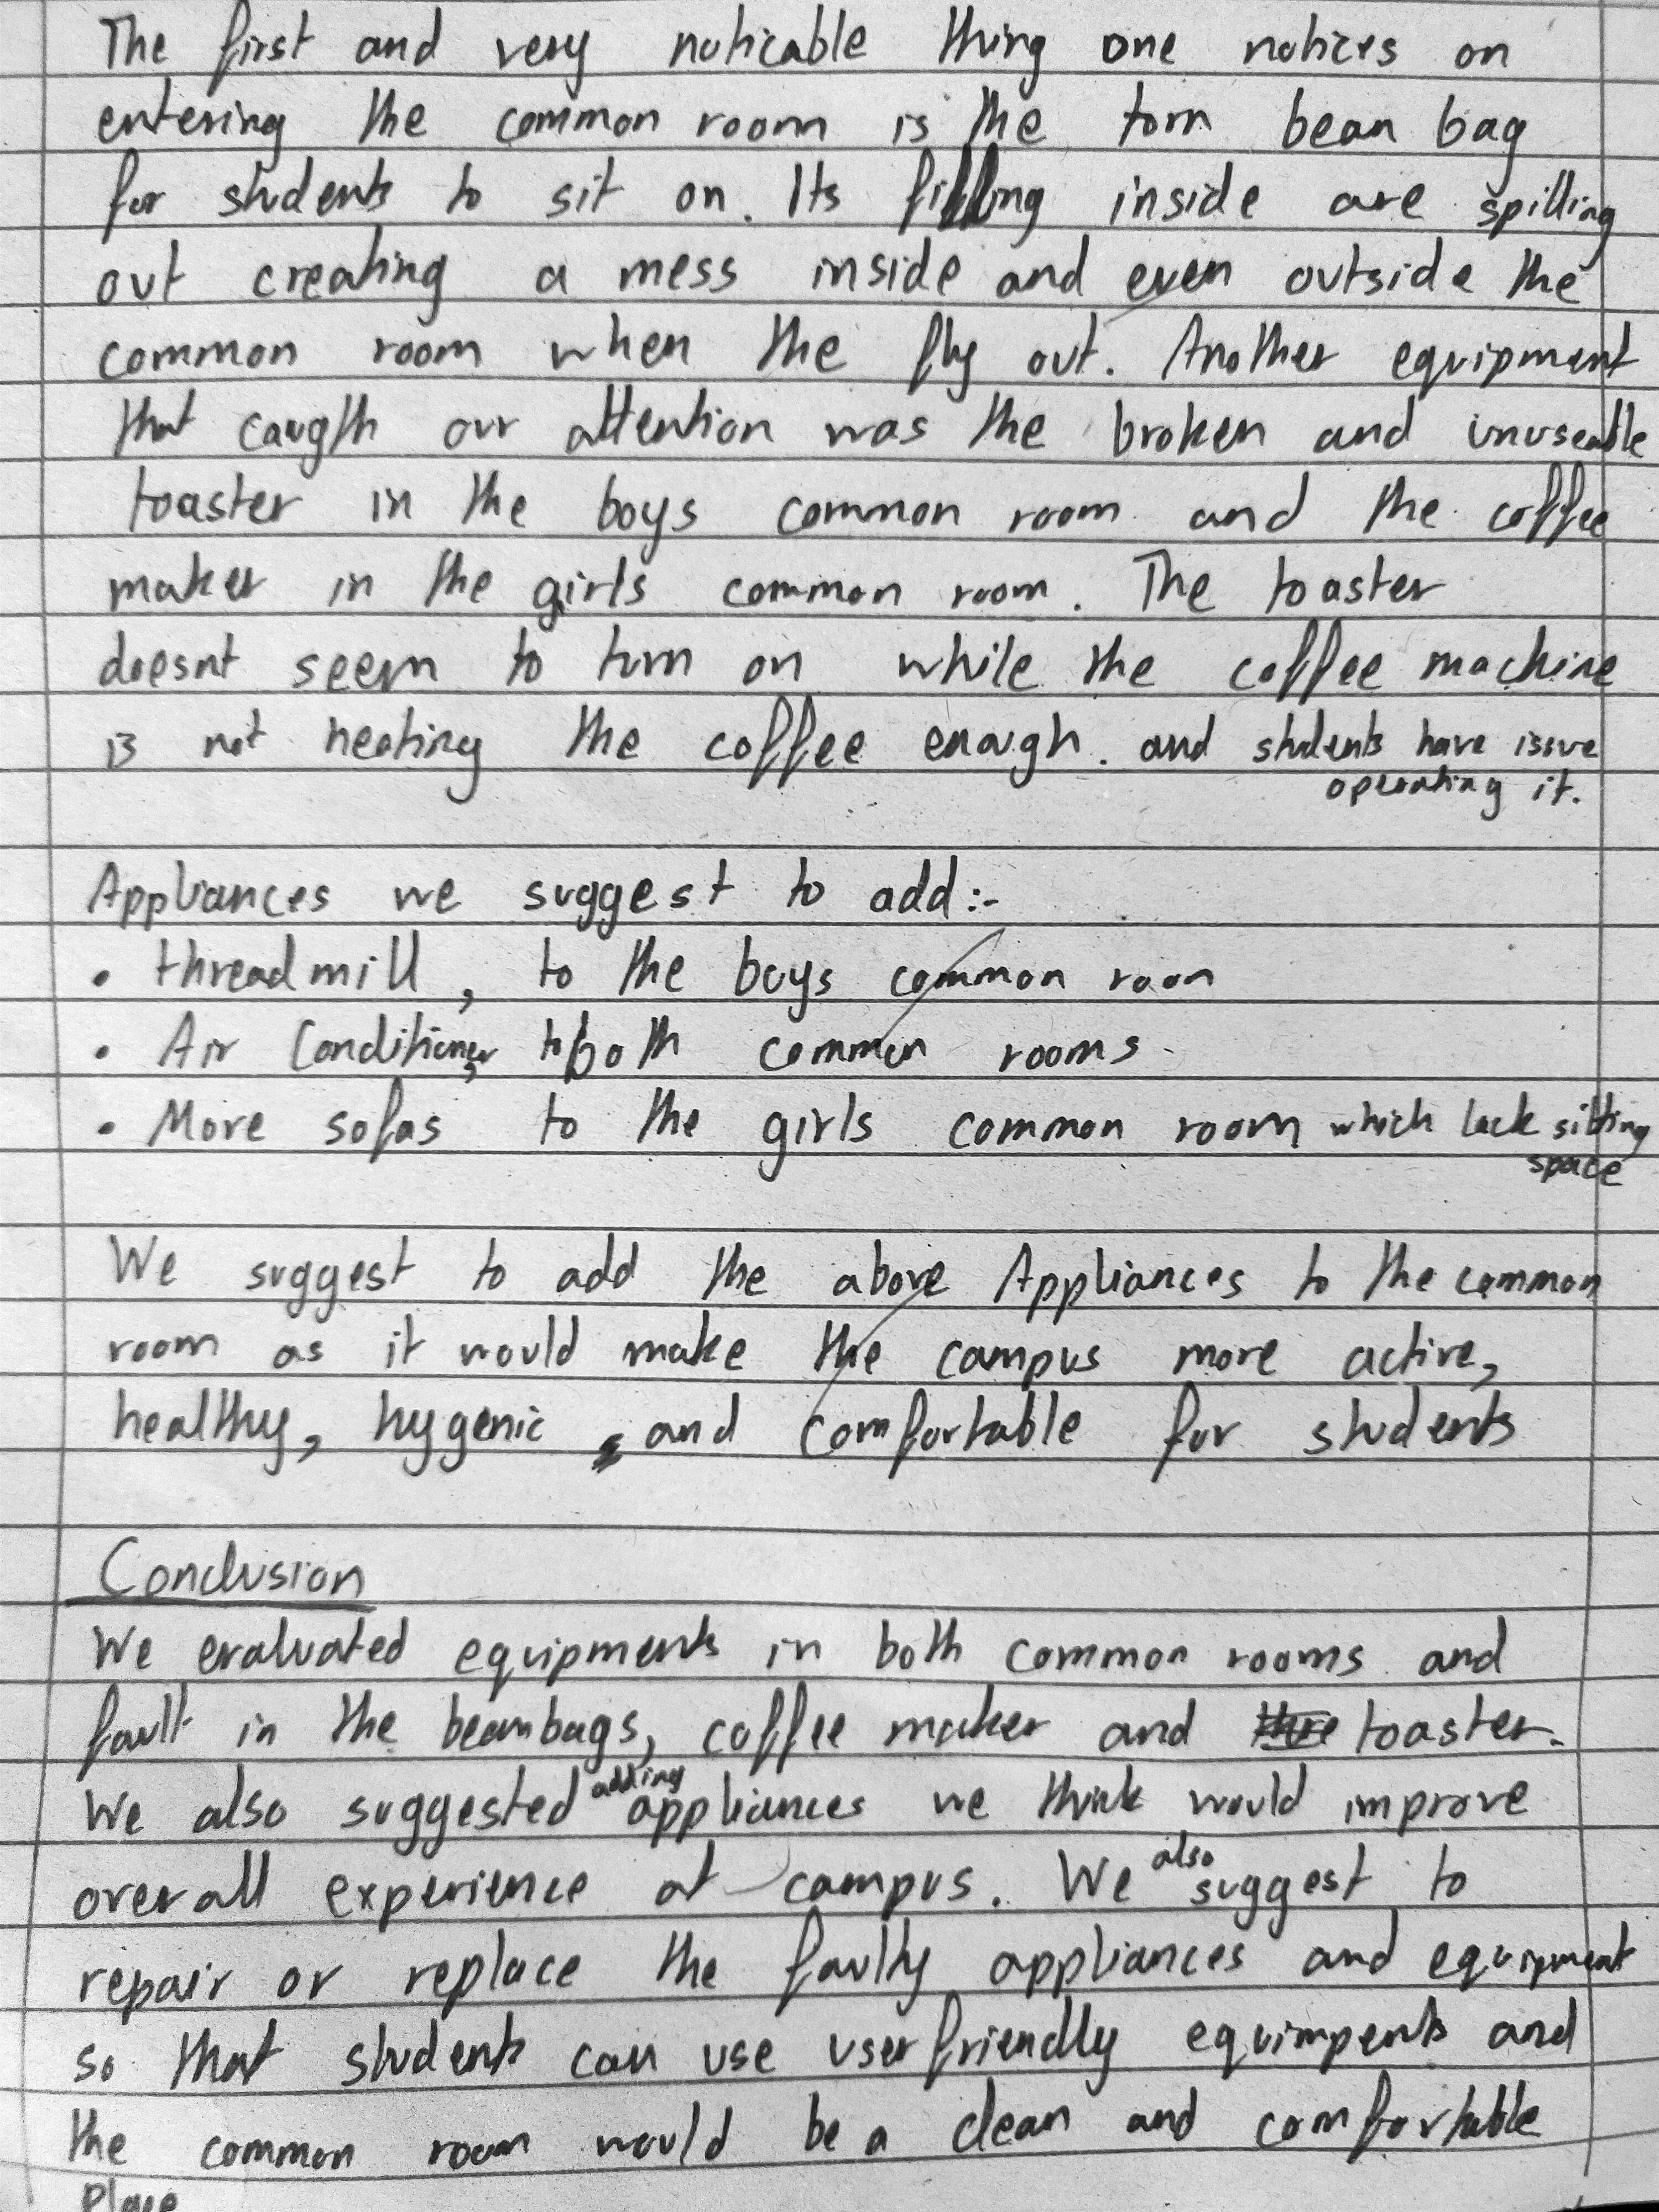 The first and very noticable thing one notices on
entering the common room is the torn bean bag
for students to sit on. Its filling inside are spilling
out creating a mess inside and even outside the
common room when the fly out. Another equipment
that caugth our attention was the broken and unuseable
toaster in the boys common room and the coffee
maker in the girls common room. The toaster
doesnt seem to turn on while the coffee machine
is not heating the coffee enough. and students have issue
operating it.
Appliances we suggest to add:-
• threadmill, to the boys common room
• Air Conditioner, to both common rooms.
• More sofas to the girls common room which lack sitting
space
We suggest to add the above Appliances to the common
room as it would make the campus more active,
healthy, hygenic, and comfortable for students
Conclusion
We evaluated equipments in both common rooms and
fault in the beanbags, coffee maker and toaster.
We also suggested adding appliances we think would improve
overall experience at campus. We also suggest to
repair or replace the faulty appliances and equipment
so that students can use userfriendly equimpents and
the common room would be a clean and comfortable
Place